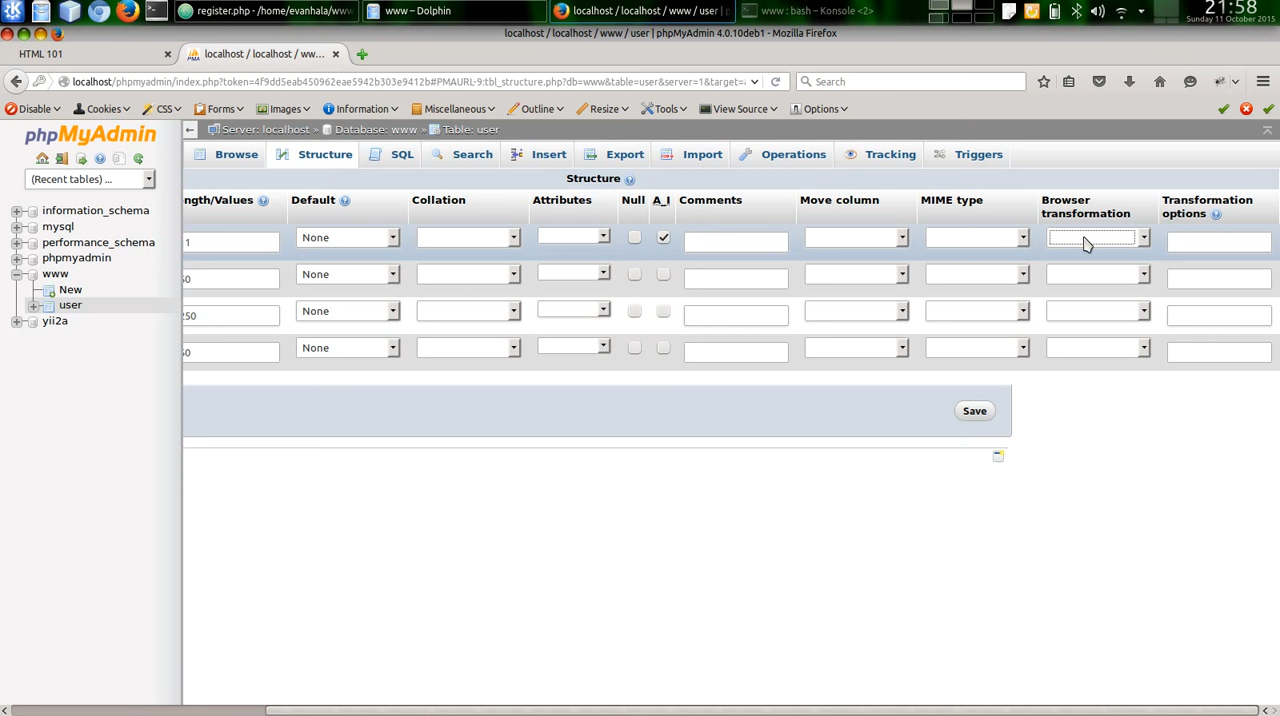 register.php - /home/evanhala/ww
www – Dolphin
localhost / localhost / www / user | p
www : bash – Konsole <2>
21:58
Sunday 11 October 2015
localhost / localhost / www / user | phpMyAdmin 4.0.10deb1 - Mozilla Firefox
HTML 101
localhost / localhost / ww...
localhost/phpmyadmin/index.php?token=4f9dd5eab450962eae5942b303e9412b#PMAURL-9:tbl_structure.php?db=www&table=user&server=1&target=
Search
Disable
Cookies
CSS
Forms
Images
Information
Miscellaneous
Outline
Resize
Tools
View Source
Options
phpMyAdmin
Server: localhost » Database: www » Table: user
Browse
Structure
SQL
Search
Insert
Export
Import
Operations
Tracking
Triggers
(Recent tables) ...
information_schema
mysql
performance_schema
phpmyadmin
www
New
user
yii2a
Structure
ngth/Values
Default
Collation
Attributes
Null
A_I
Comments
Move column
MIME type
Browser transformation
Transformation options
1
None
50
None
250
None
50
None
Save